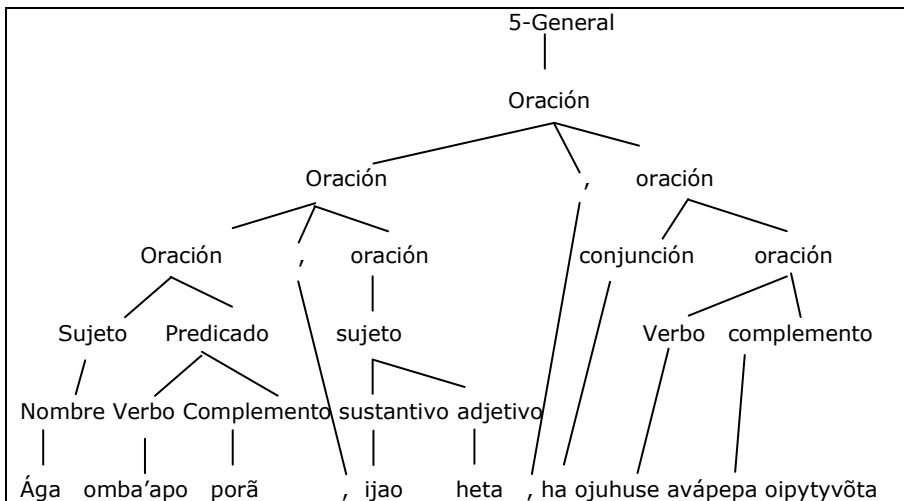 5-General
Oración
Oración , oración
Oración , oración conjunción oración
Sujeto Predicado sujeto Verbo complemento
Nombre Verbo Complemento sustantivo adjetivo
Ága omba’apo porã , ijao heta , ha ojuhuse avápepa oipytyvõta